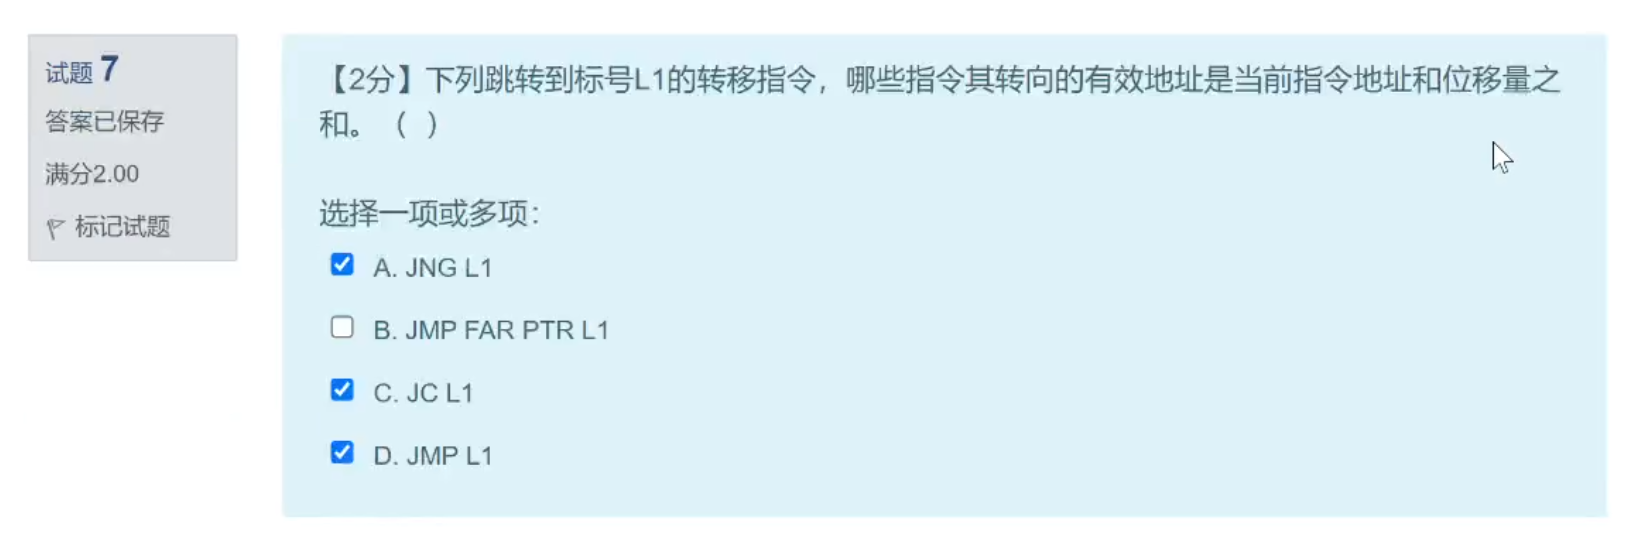 试题 7
答案已保存
满分2.00
标记试题
【2分】下列跳转到标号L1的转移指令，哪些指令其转向的有效地址是当前指令地址和位移量之
和。（ ）
选择一项或多项：
A. JNG L1
B. JMP FAR PTR L1
C. JC L1
D. JMP L1